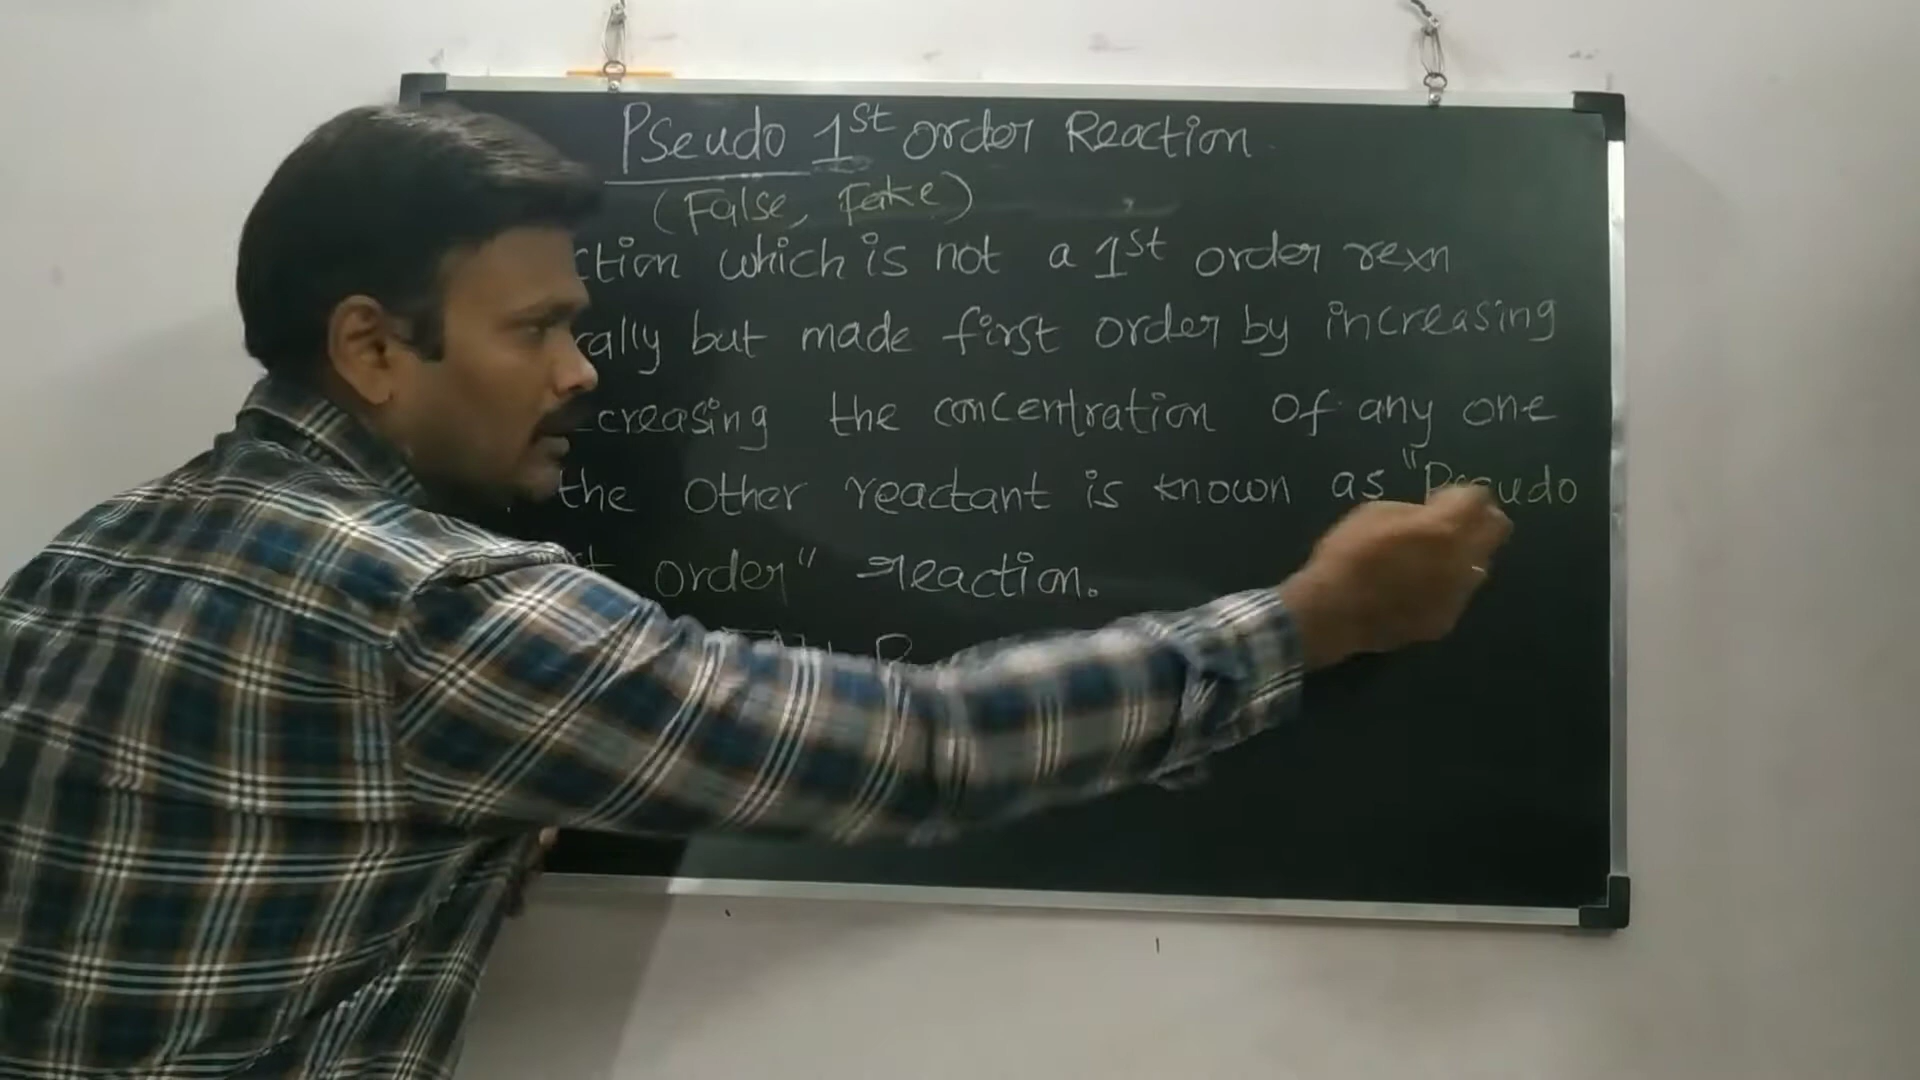 Pseudo 1st order Reaction
(False, Fake)
ction which is not a 1st order rexn
rally but made first order by increasing
creasing the concentration of any one
the other reactant is known as "Pseudo
order" reaction.